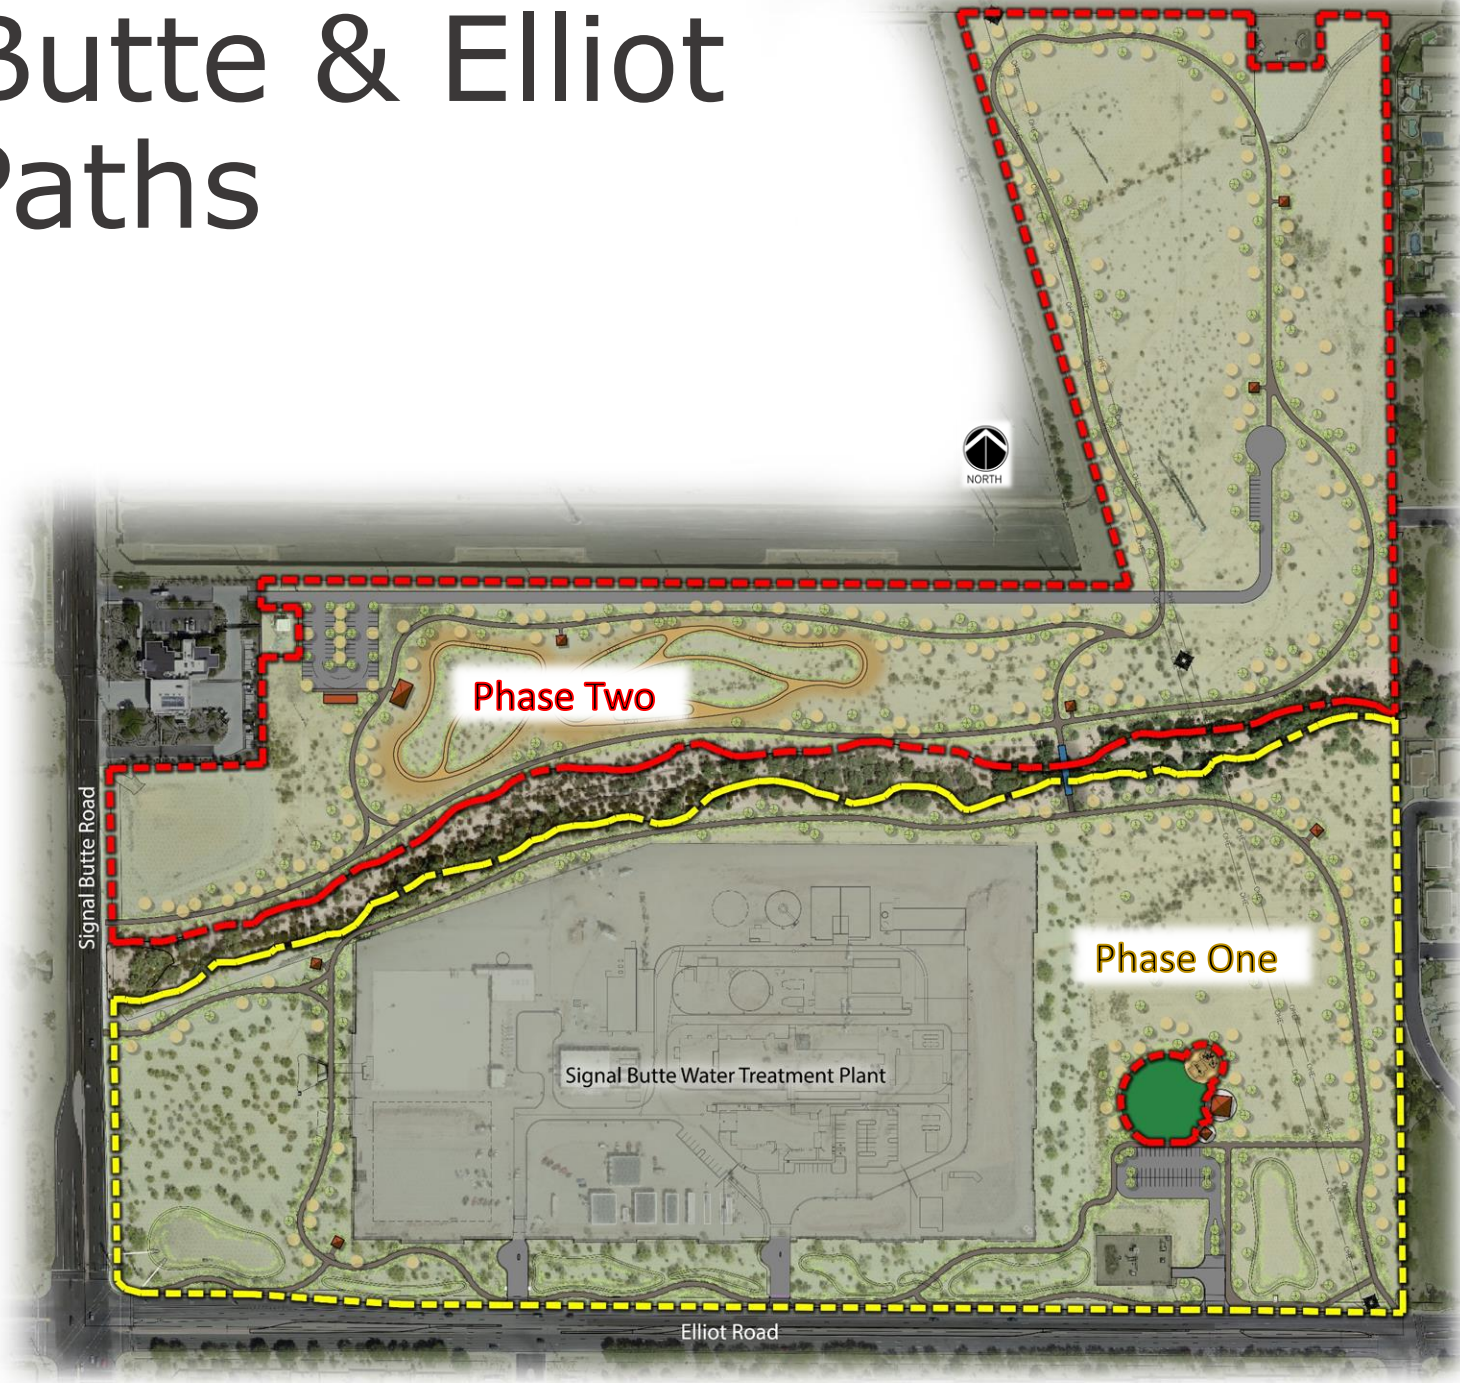 Butte & Elliot
Paths
NORTH
Phase Two
Signal Butte Road
Phase One
Signal Butte Water Treatment Plant
Elliot Road